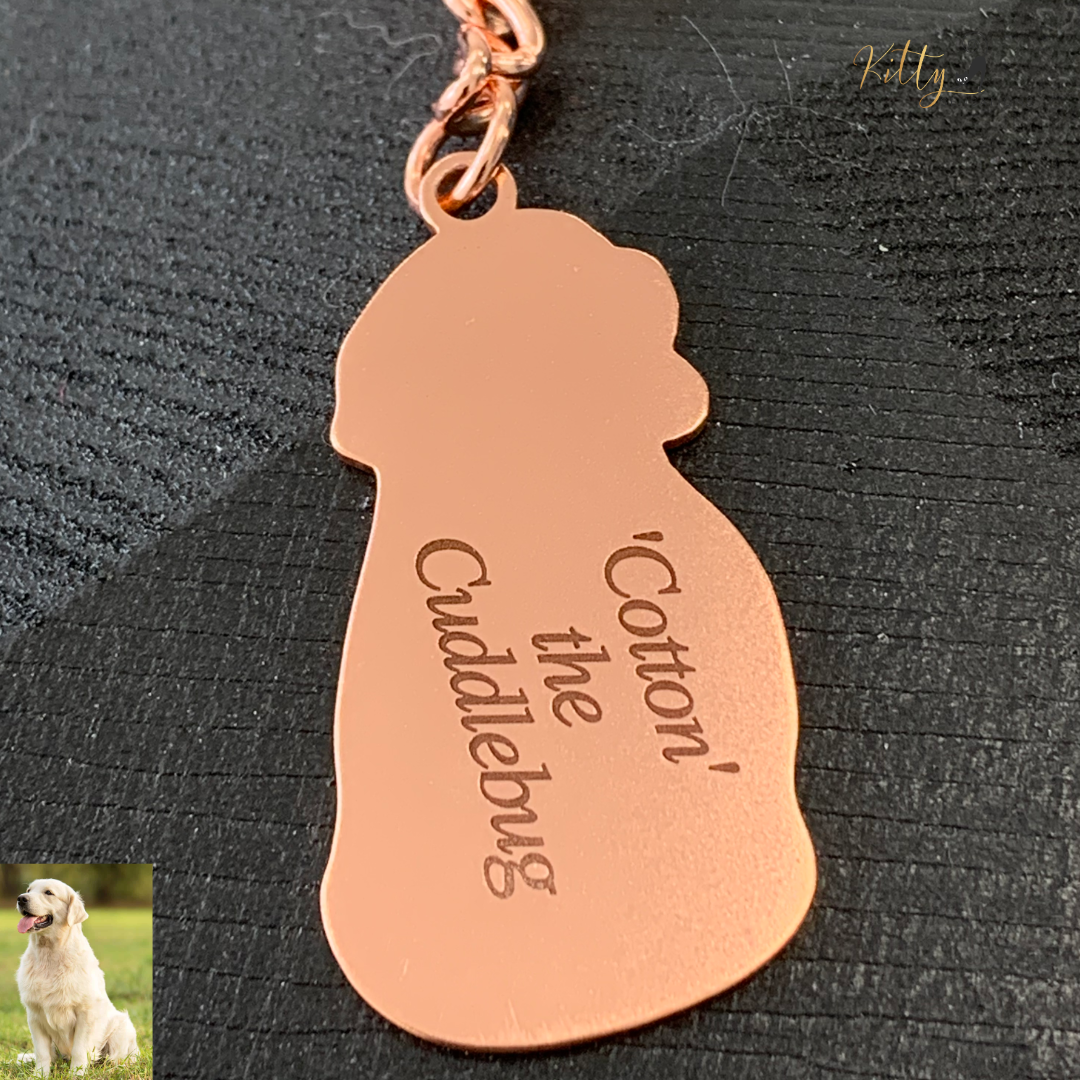 Kitty
'Cotton'
the
Cuddlebug